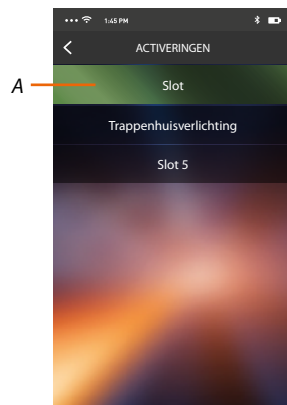 1:45 PM
ACTIVERINGEN
A
Slot
Trappenhuisverlichting
Slot 5